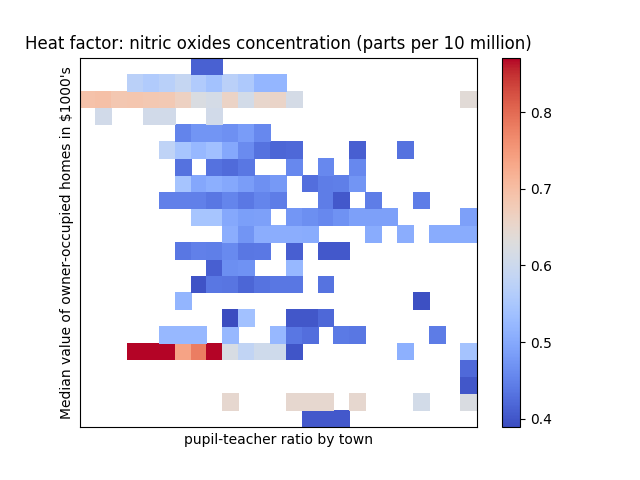 Heat factor: nitric oxides concentration (parts per 10 million)
Median value of owner-occupied homes in $1000's
pupil-teacher ratio by town
0.8
0.7
0.6
0.5
0.4